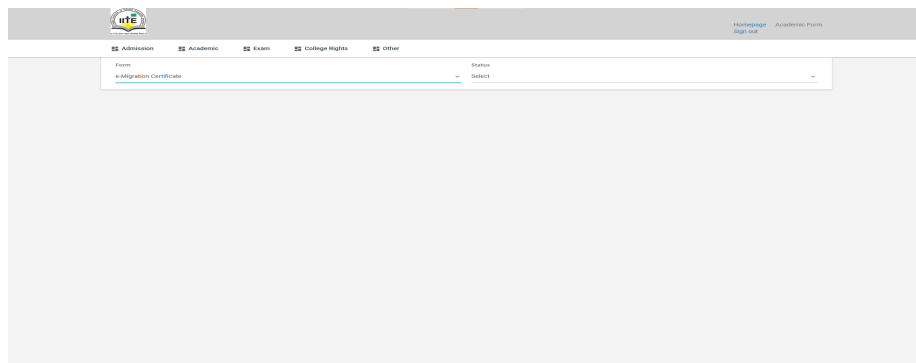 IITE
Homepage Academic Form
Sign out
Admission Academic Exam College Rights Other
Form Status
e-Migration Certificate Select